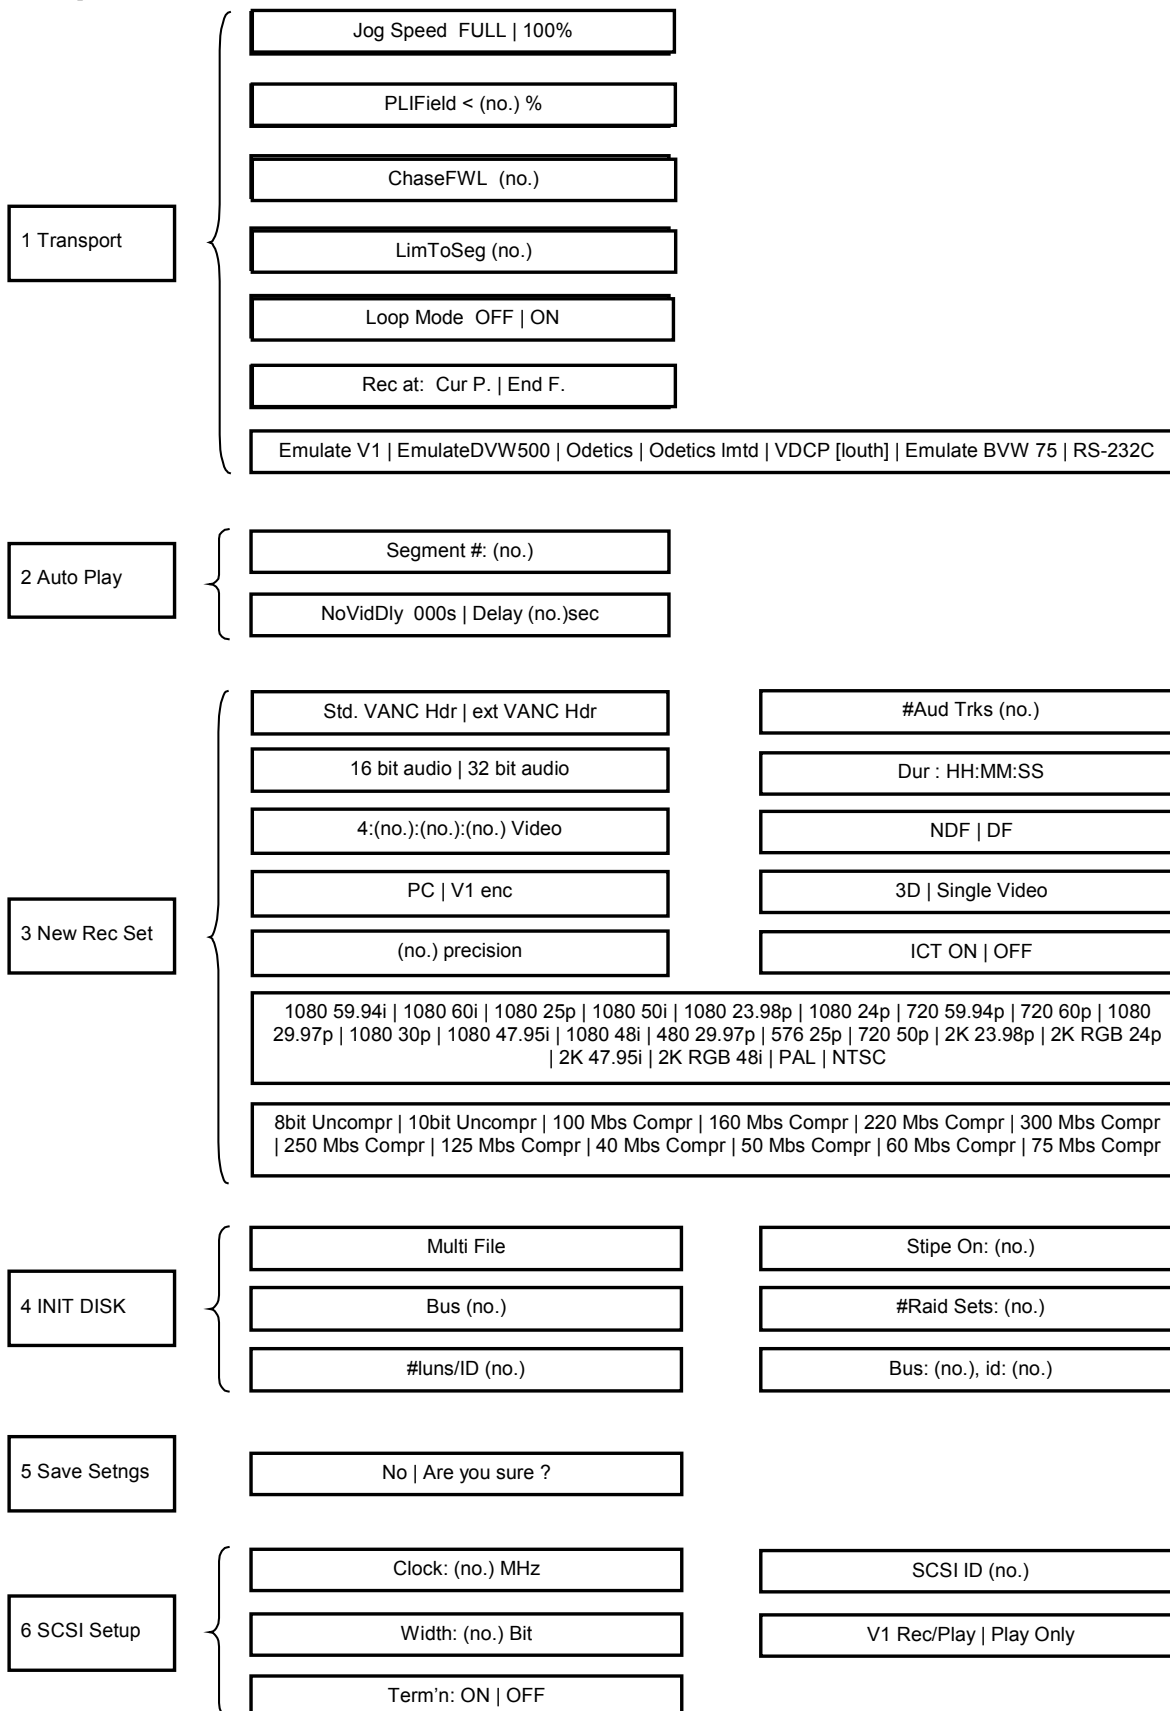 Jog Speed FULL | 100%
PLIField < (no.) %
ChaseFWL (no.)
1 Transport
LimToSeg (no.)
Loop Mode OFF | ON
Rec at: Cur P. | End F.
Emulate V1 | EmulateDVW500 | Odetics | Odetics lmtd | VDCP [louth] | Emulate BVW 75 | RS-232C
2 Auto Play
Segment #: (no.)
NoVidDly 000s | Delay (no.)sec
3 New Rec Set
Std. VANC Hdr | ext VANC Hdr
#Aud Trks (no.)
16 bit audio | 32 bit audio
Dur : HH:MM:SS
4:(no.):(no.):(no.) Video
NDF | DF
PC | V1 enc
3D | Single Video
(no.) precision
ICT ON | OFF
1080 59.94i | 1080 60i | 1080 25p | 1080 50i | 1080 23.98p | 1080 24p | 720 59.94p | 720 60p | 1080
29.97p | 1080 30p | 1080 47.95i | 1080 48i | 480 29.97p | 576 25p | 720 50p | 2K 23.98p | 2K RGB 24p
| 2K 47.95i | 2K RGB 48i | PAL | NTSC
8bit Uncompr | 10bit Uncompr | 100 Mbs Compr | 160 Mbs Compr | 220 Mbs Compr | 300 Mbs Compr
| 250 Mbs Compr | 125 Mbs Compr | 40 Mbs Compr | 50 Mbs Compr | 60 Mbs Compr | 75 Mbs Compr
4 INIT DISK
Multi File
Stipe On: (no.)
Bus (no.)
#Raid Sets: (no.)
#luns/ID (no.)
Bus: (no.), id: (no.)
5 Save Setngs
No | Are you sure ?
6 SCSI Setup
Clock: (no.) MHz
SCSI ID (no.)
Width: (no.) Bit
V1 Rec/Play | Play Only
Term’n: ON | OFF